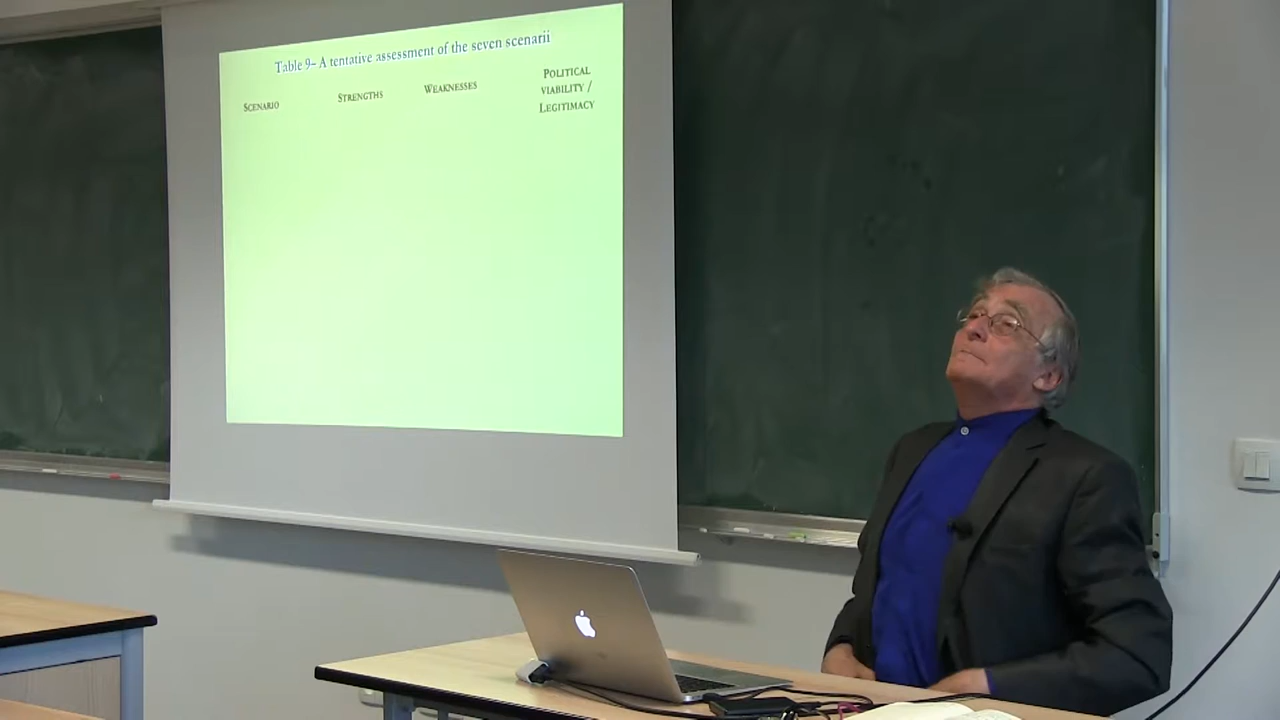 Table 9– A tentative assessment of the seven scenarii
SCENARIO
STRENGTHS
WEAKNESSES
POLITICAL
VIABILITY /
LEGITIMACY